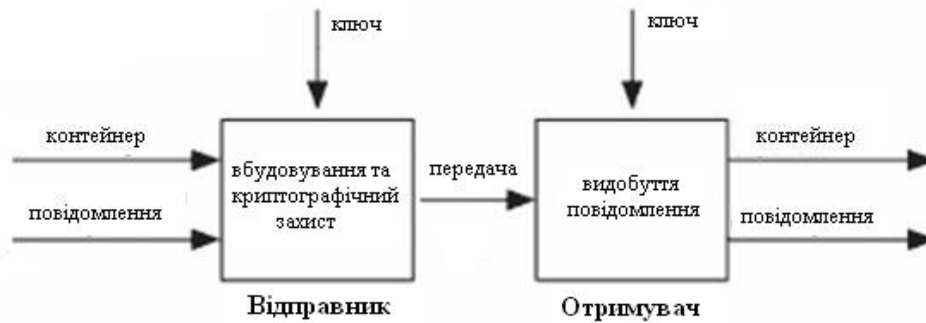 ключ
ключ
контейнер
повідомлення
вбудовування та
криптографічний
захист
передача
видобуття
повідомлення
контейнер
повідомлення
Відправник
Отримувач